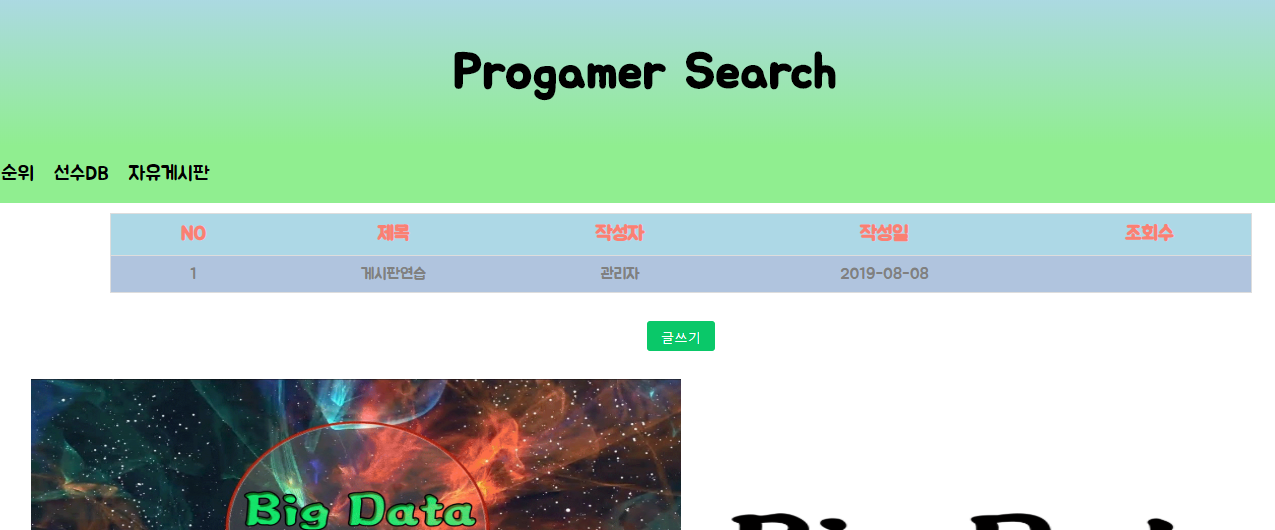 Progamer Search
순위 선수DB 자유게시판
NO 제목 작성자 작성일 조회수
1 게시판연습 관리자 2019-08-08
글쓰기
Big Data